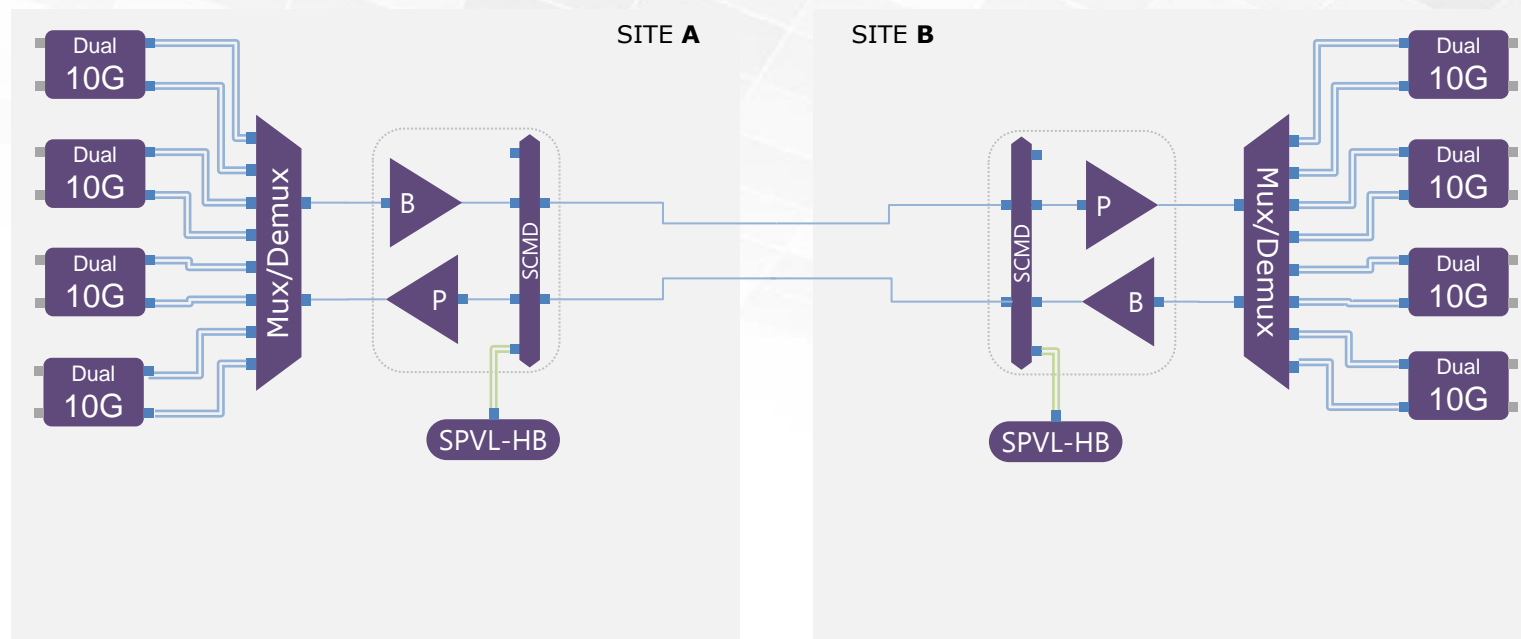 SITE A
SITE B
Dual
10G
Dual
10G
Dual
10G
Dual
10G
Mux/Demux
B
P
SCMD
SPVL-HB
SCMD
P
B
SPVL-HB
Mux/Demux
Dual
10G
Dual
10G
Dual
10G
Dual
10G